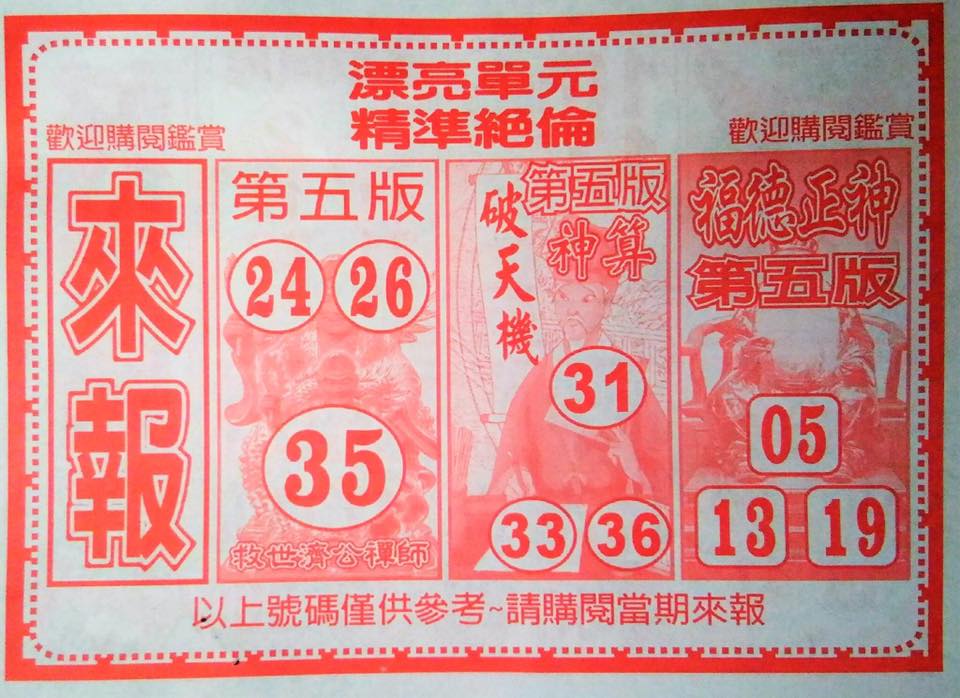 漂亮單元
精準絕倫
歡迎購閱鑑賞
歡迎購閱鑑賞
來報
第五版
24 26
35
救世濟公禪師
破天機
第五版
神算
31
33 36
福德正神
第五版
05
13 19
以上號碼僅供參考~請購閱當期來報